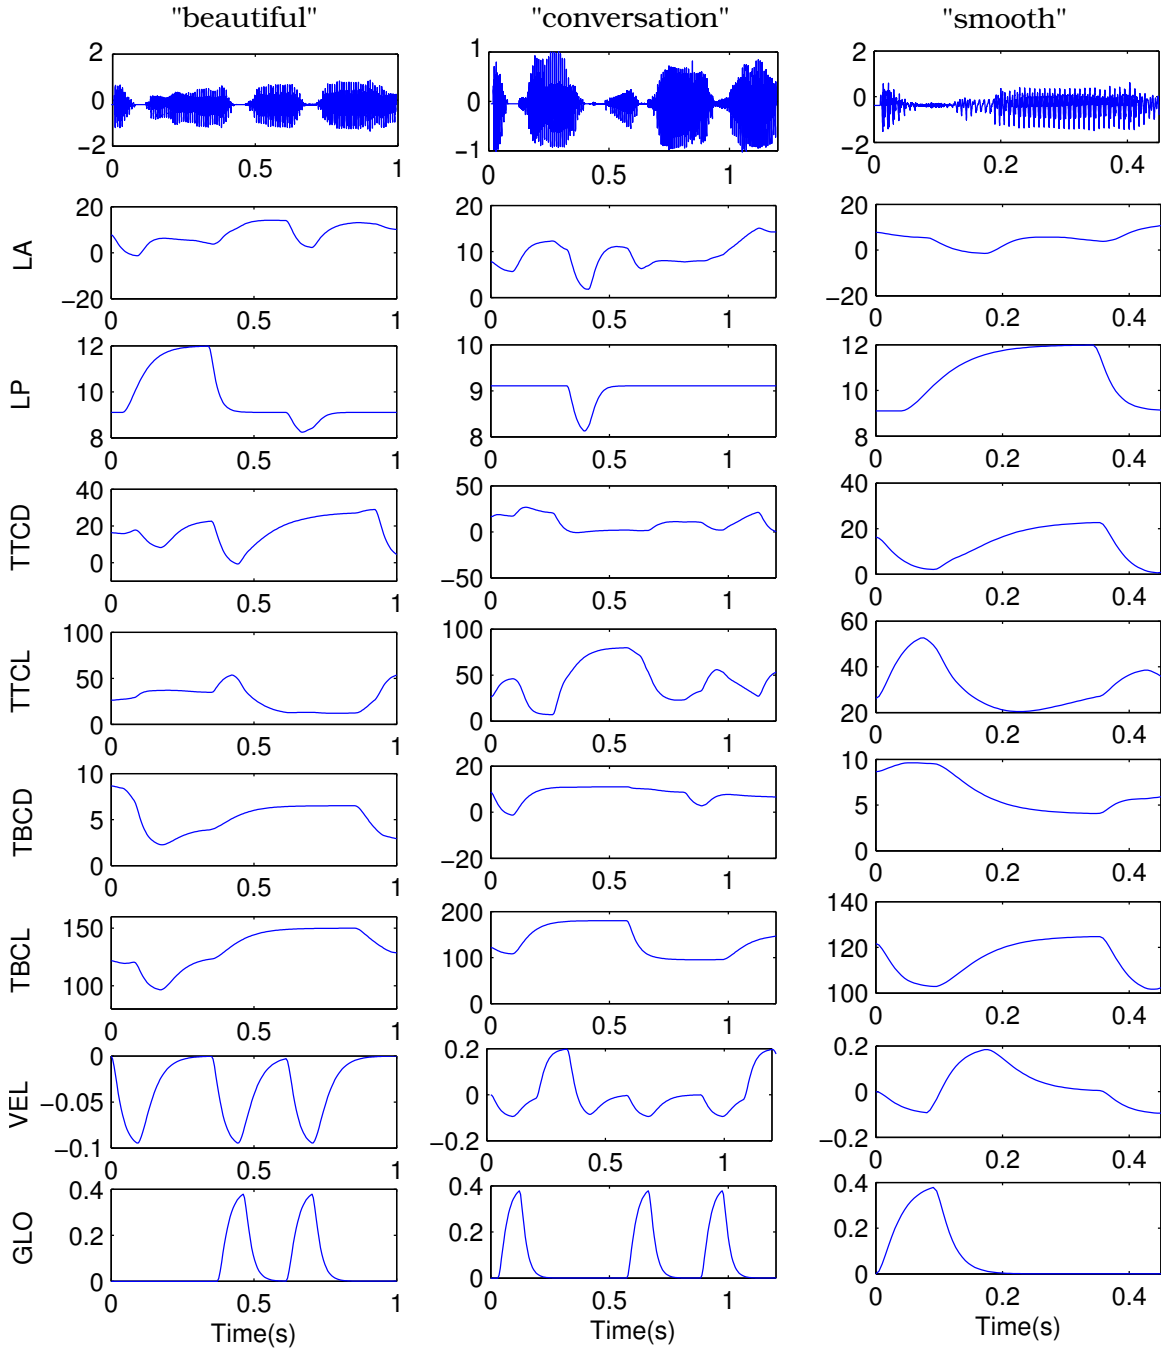 "beautiful" "conversation" "smooth"
2 0 −2 0 0.5 1
1 0 −1 0 0.5 1
2 0 −2 0 0.2 0.4
LA
20 0 −20 0 0.5 1
20 10 0 0 0.5 1
20 0 −20 0 0.2 0.4
LP
12 10 8 0 0.5 1
10 9 8 0 0.5 1
12 10 8 0 0.2 0.4
TTCD
40 20 0 0 0.5 1
50 0 −50 0 0.5 1
40 20 0 0 0.2 0.4
TTCL
100 50 0 0 0.5 1
100 50 0 0 0.5 1
60 40 20 0 0.2 0.4
TBCD
10 5 0 0 0.5 1
20 0 −20 0 0.5 1
10 5 0 0 0.2 0.4
TBCL
150 100 0 0.5 1
200 100 0 0 0.5 1
140 120 100 0 0.2 0.4
VEL
0 −0.05 −0.1 0 0.5 1
0.2 0 −0.2 0 0.5 1
0.2 0 −0.2 0 0.2 0.4
GLO
0.4 0.2 0 0 0.5 1
0.4 0.2 0 0 0.5 1
0.4 0.2 0 0 0.2 0.4
Time(s) Time(s) Time(s)